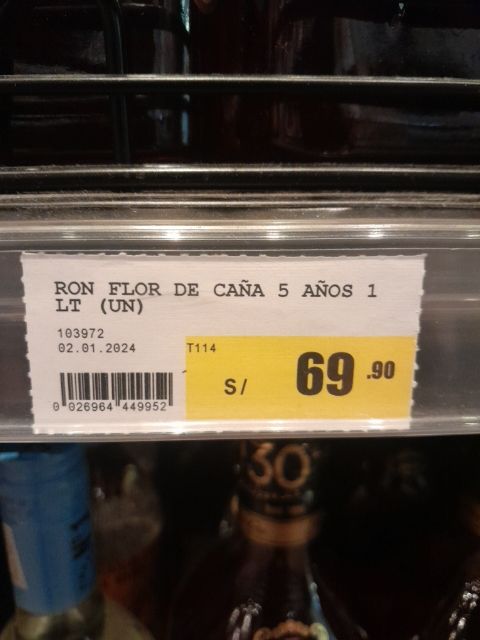 RON FLOR DE CAÑA 5 AÑOS 1
LT (UN)
103972
02.01.2024
T114
S/ 69.90
0 026964 449952
30